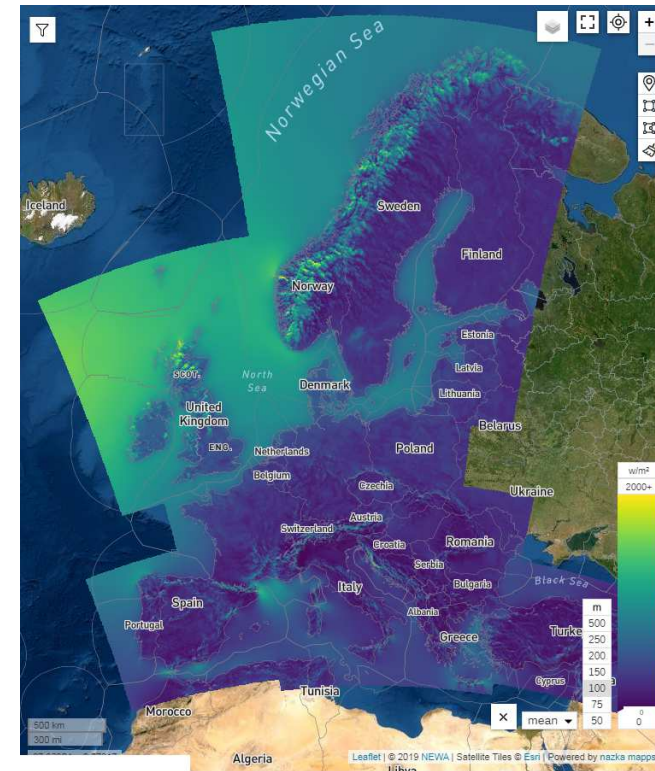 Norwegian Sea
Iceland
Sweden
Finland
Norway
Estonia
SCOT.
North
Sea
Latvia
Denmark
Lithuania
United
Kingdom
Belarus
ENG.
Netherlands
Poland
Belgium
w/m²
2000+
Czechia
Ukraine
Austria
Switzerland
Croatia
Romania
Serbia
Black Sea
Italy
Bulgaria
Spain
Albania
m
500
Portugal
Greece
250
200
150
Cyprus
100
Tunisia
75
Morocco
mean
50
0
0
500 km
300 mi
Algeria
Leaflet | © 2019 NEWA | Satellite Tiles © Esri | Powered by nazka mapps